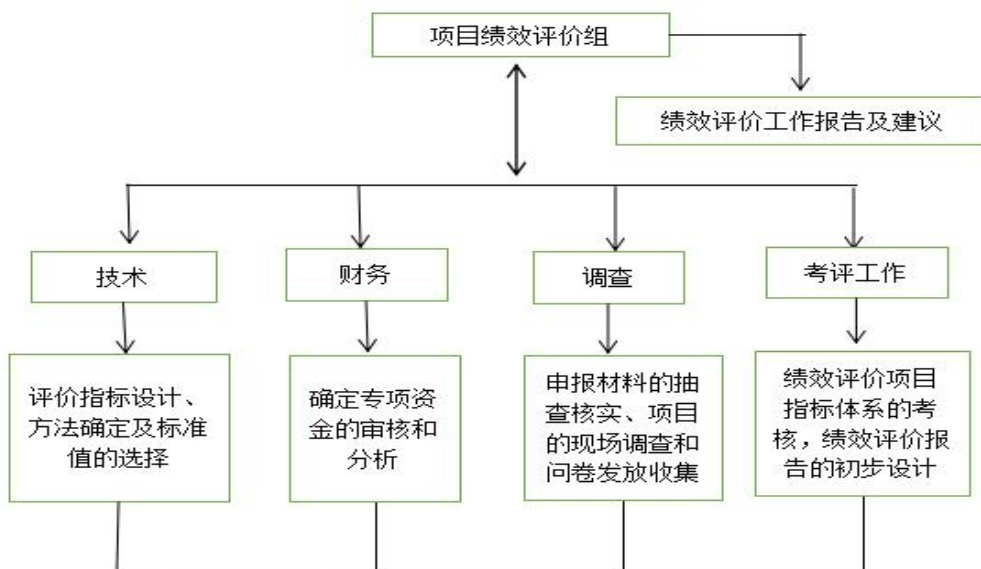 项目绩效评价组
绩效评价工作报告及建议
技术
财务
调查
考评工作
评价指标设计、
方法确定及标准
值的选择
确定专项资
金的审核和
分析
申报材料的抽
查核实、项目
的现场调查和
问卷发放收集
绩效评价项目
指标体系的考
核，绩效评价报
告的初步设计